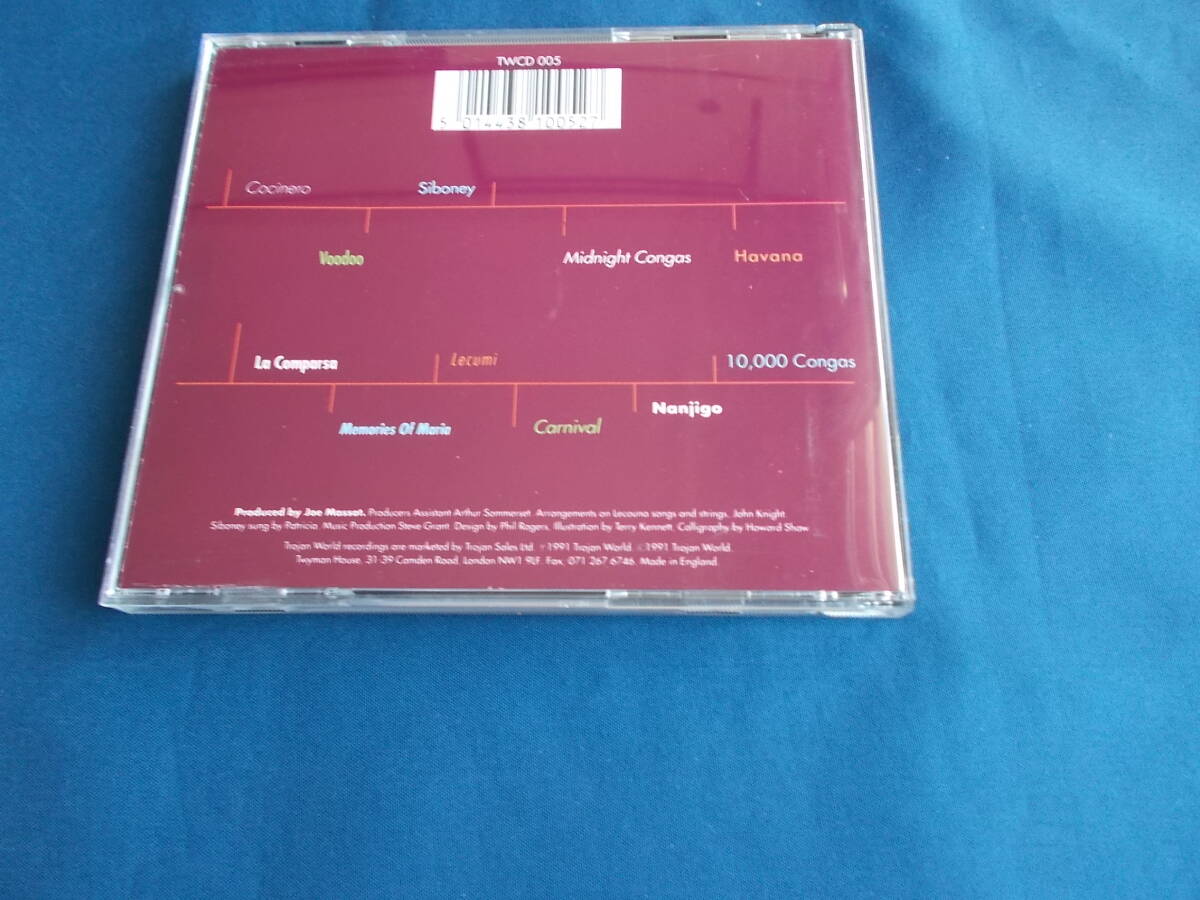 TWCD 005
5 014438 100527
Cocinero Siboney
Voodoo Midnight Congas Havana
La Comparsa Lecumi 10,000 Congas
Memories Of Maria Carnival Nanjigo
Produced by Joe Massot. Producers Assistant Arthur Sommerset. Arrangements on Lecouna songs and strings, John Knight.
Siboney sung by Patricia. Music Production Steve Grant. Design by Phil Rogers. Illustration by Terry Kennett. Calligraphy by Howard Shaw
Trojan World recordings are marketed by Trojan Sales Ltd. ℗1991 Trojan World. ©1991 Trojan World.
Twyman House, 31-39 Camden Road, London NW1 9LF. Fax, 071 267 6746. Made in England.